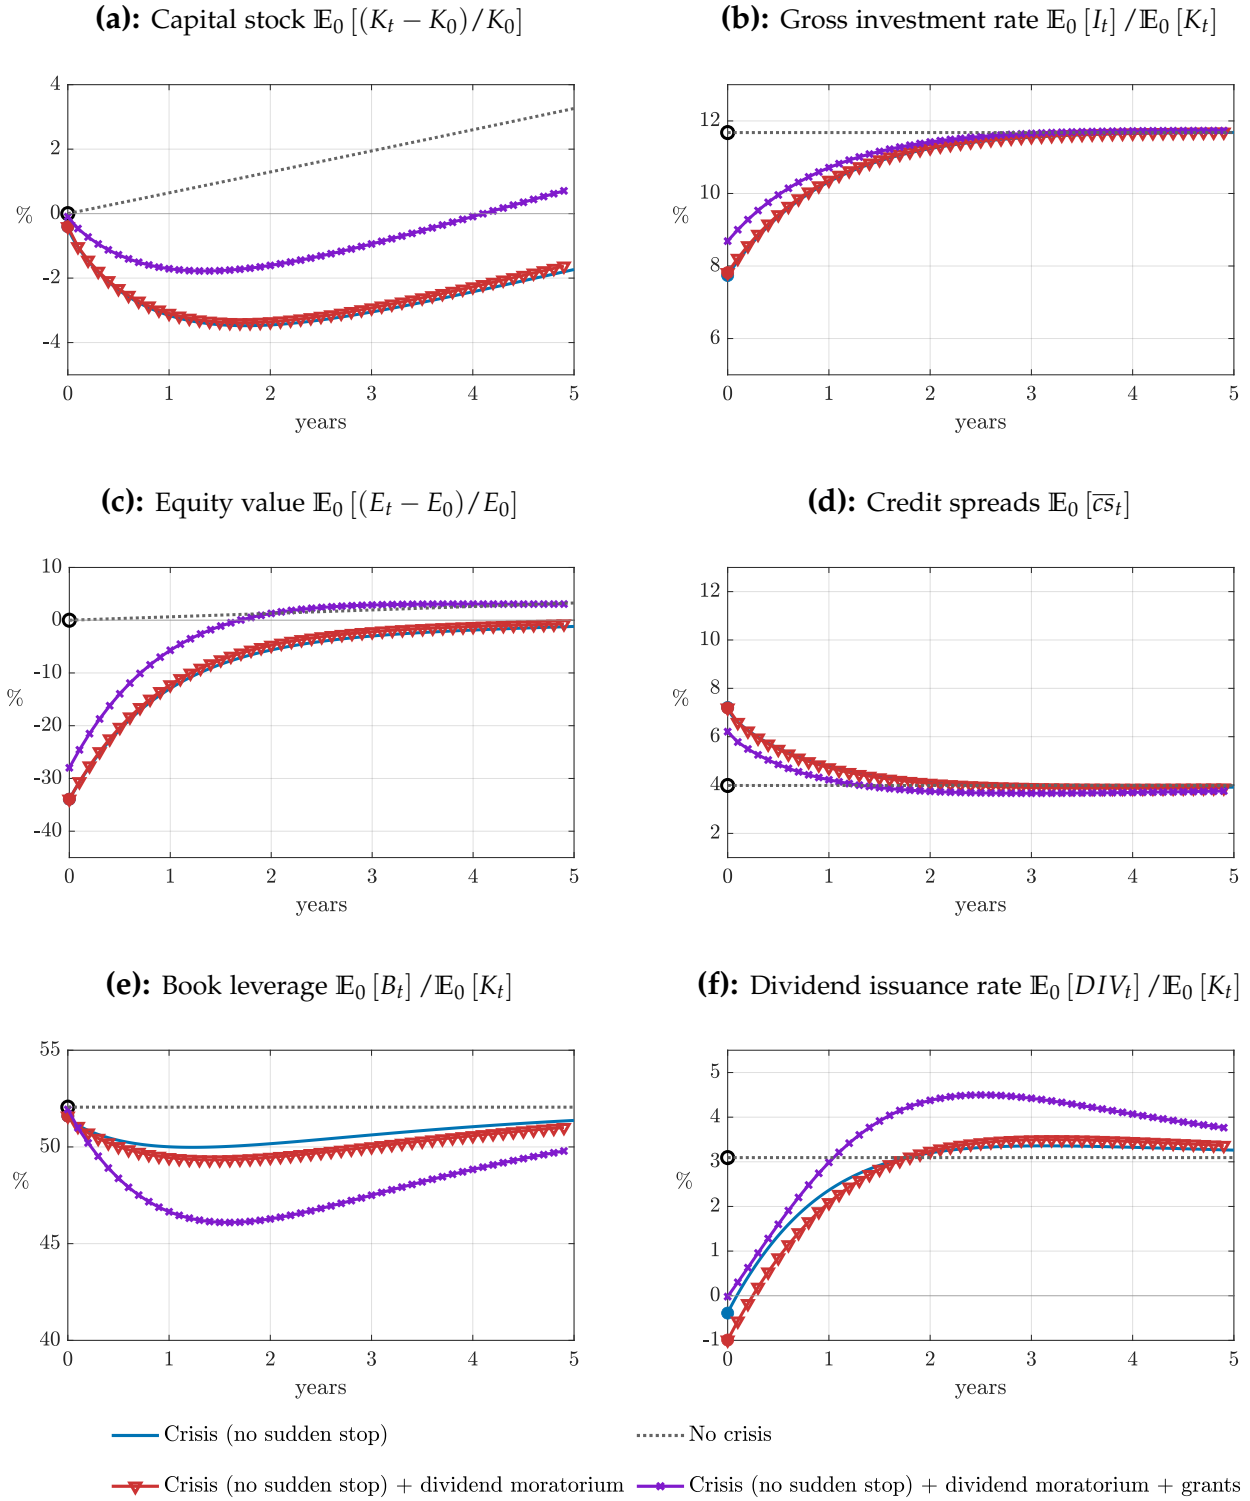 (a): Capital stock 𝔼₀ [(Kₜ − K₀)/K₀]
(b): Gross investment rate 𝔼₀ [Iₜ] /𝔼₀ [Kₜ]
4
2
0
-2
-4
%
0 1 2 3 4 5
years
12
10
8
6
%
0 1 2 3 4 5
years
(c): Equity value 𝔼₀ [(Eₜ − E₀)/E₀]
(d): Credit spreads 𝔼₀ [c̅s̅ₜ]
10
0
-10
-20
-30
-40
%
0 1 2 3 4 5
years
12
10
8
6
4
2
%
0 1 2 3 4 5
years
(e): Book leverage 𝔼₀ [Bₜ] /𝔼₀ [Kₜ]
(f): Dividend issuance rate 𝔼₀ [DIVₜ] /𝔼₀ [Kₜ]
55
50
45
40
%
0 1 2 3 4 5
years
5
4
3
2
1
0
-1
%
0 1 2 3 4 5
years
Crisis (no sudden stop)
No crisis
Crisis (no sudden stop) + dividend moratorium
Crisis (no sudden stop) + dividend moratorium + grants